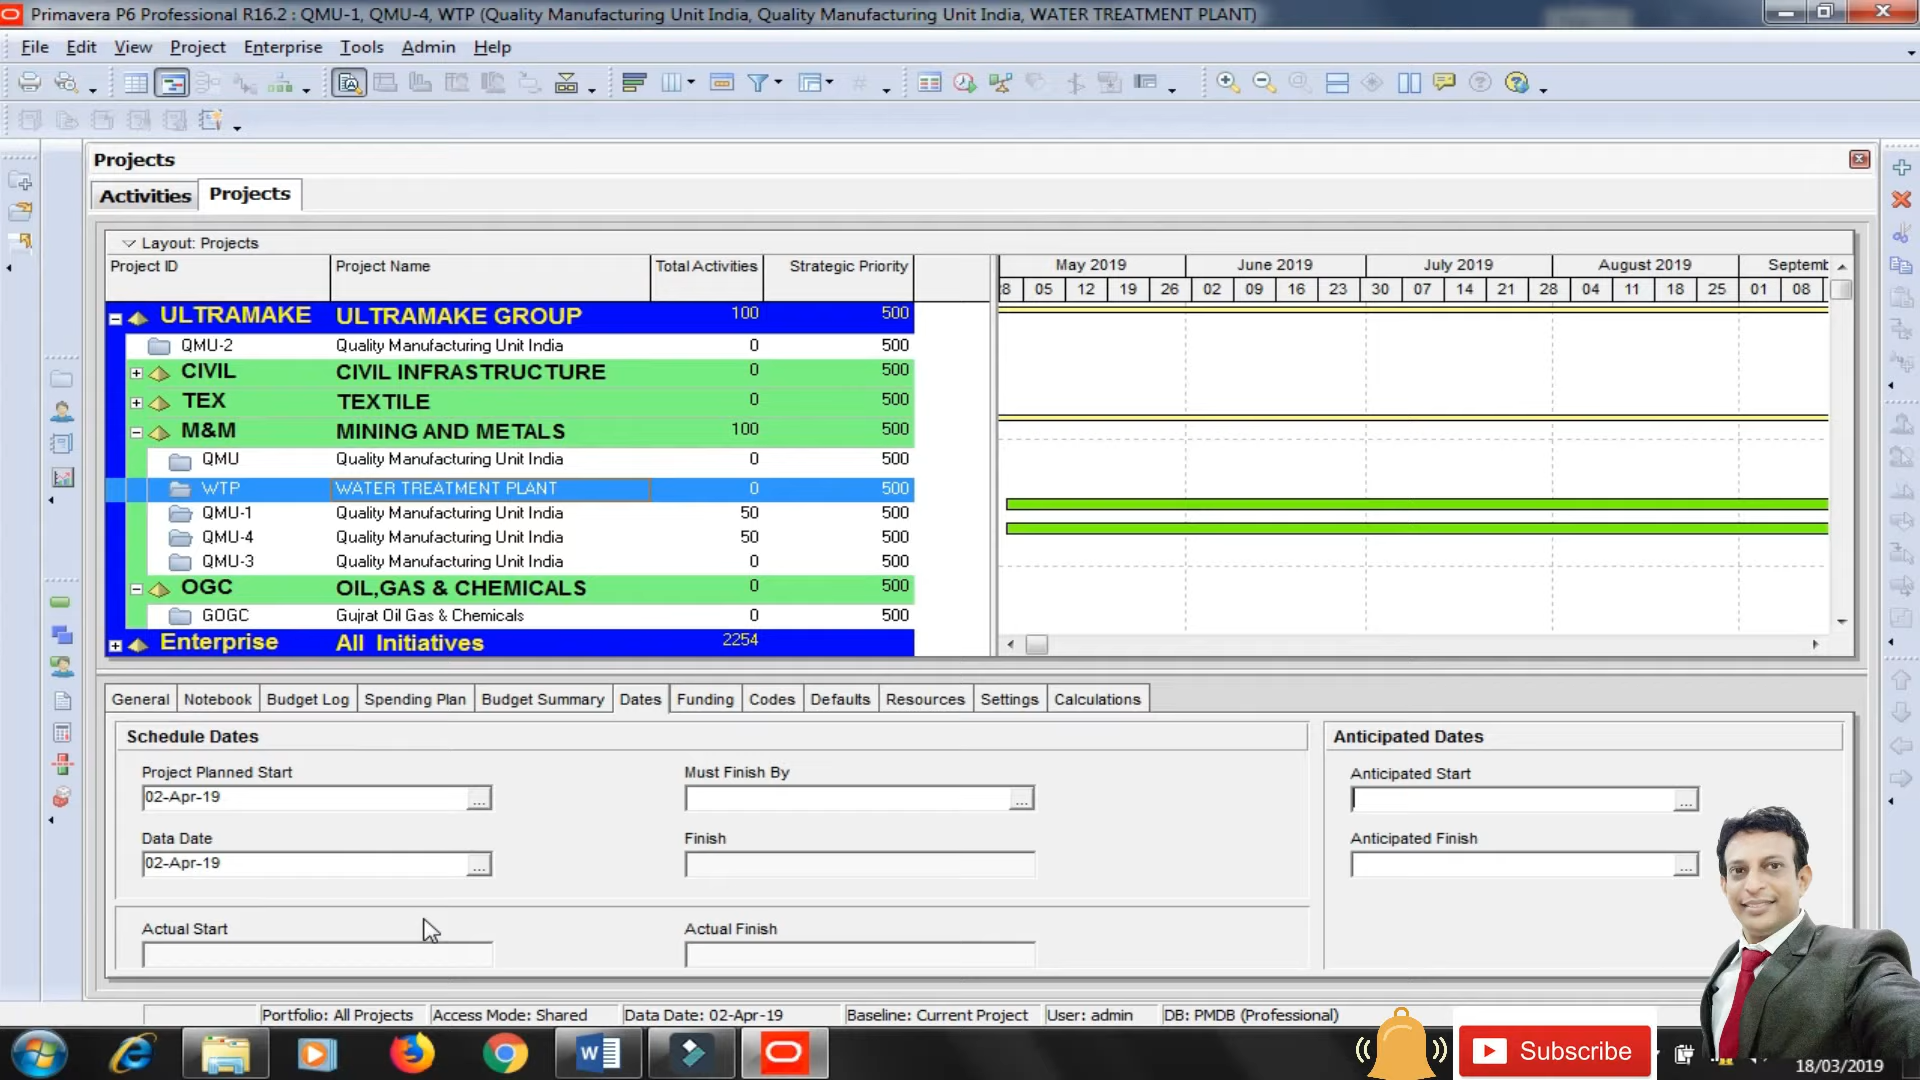 Primavera P6 Professional R16.2 : QMU-1, QMU-4, WTP (Quality Manufacturing Unit India, Quality Manufacturing Unit India, WATER TREATMENT PLANT)
File Edit View Project Enterprise Tools Admin Help
Projects
Activities Projects
Layout: Projects
Project ID Project Name Total Activities Strategic Priority
May 2019 June 2019 July 2019 August 2019 Septemb
8 05 12 19 26 02 09 16 23 30 07 14 21 28 04 11 18 25 01 08
ULTRAMAKE ULTRAMAKE GROUP 100 500
QMU-2 Quality Manufacturing Unit India 0 500
CIVIL CIVIL INFRASTRUCTURE 0 500
TEX TEXTILE 0 500
M&M MINING AND METALS 100 500
QMU Quality Manufacturing Unit India 0 500
WTP WATER TREATMENT PLANT 0 500
QMU-1 Quality Manufacturing Unit India 50 500
QMU-4 Quality Manufacturing Unit India 50 500
QMU-3 Quality Manufacturing Unit India 0 500
OGC OIL,GAS & CHEMICALS 0 500
GOGC Gujrat Oil Gas & Chemicals 0 500
Enterprise All Initiatives 2254
General Notebook Budget Log Spending Plan Budget Summary Dates Funding Codes Defaults Resources Settings Calculations
Schedule Dates
Anticipated Dates
Project Planned Start Must Finish By Anticipated Start
02-Apr-19 ... ... ...
Data Date Finish Anticipated Finish
02-Apr-19 ... ...
Actual Start Actual Finish
Portfolio: All Projects Access Mode: Shared Data Date: 02-Apr-19 Baseline: Current Project User: admin DB: PMDB (Professional)
Subscribe
18/03/2019